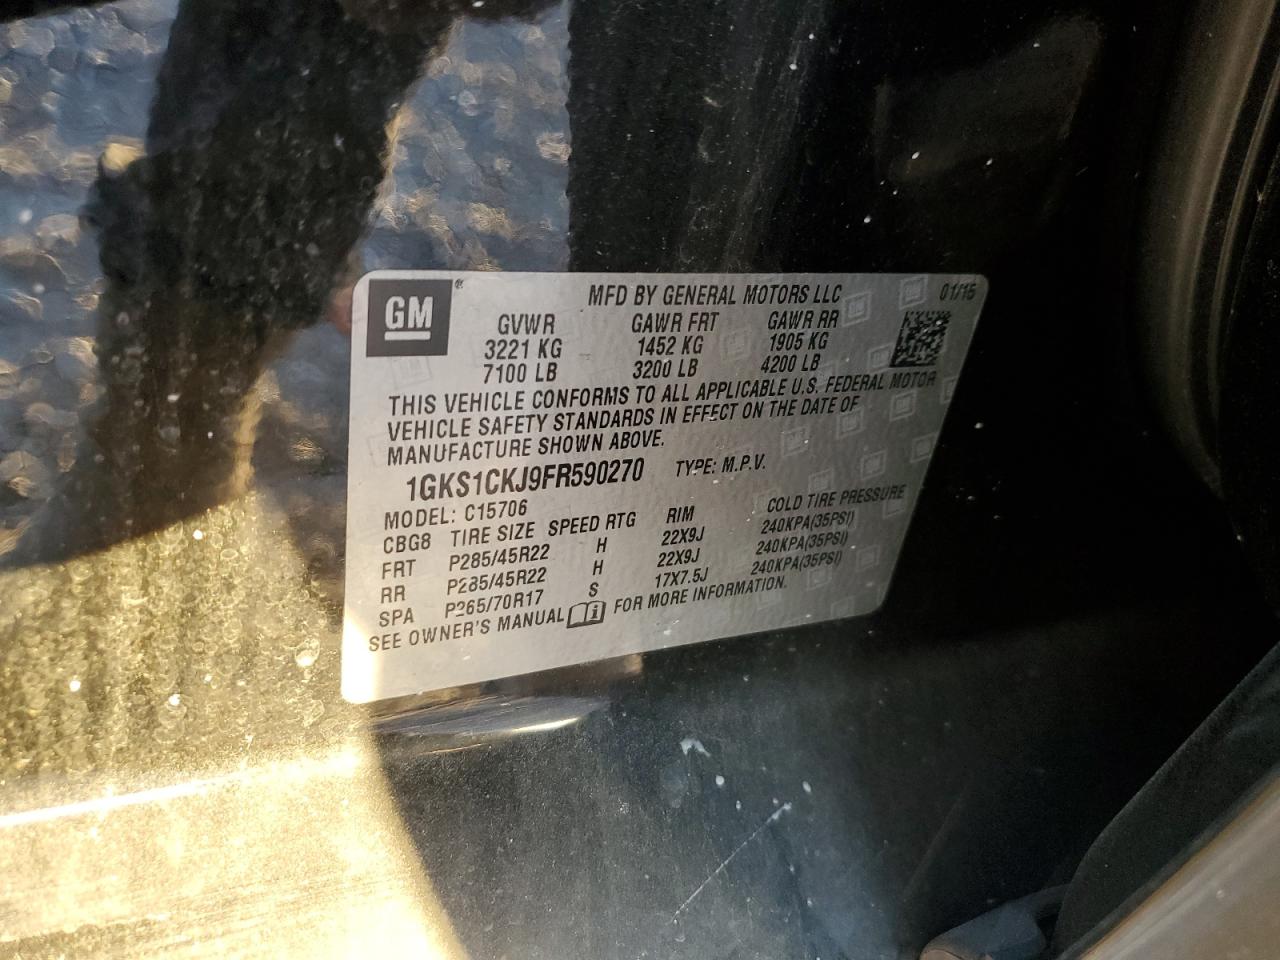 GM®
MFD BY GENERAL MOTORS LLC 01/15
GVWR GAWR FRT GAWR RR
3221 KG 1452 KG 1905 KG
7100 LB 3200 LB 4200 LB
THIS VEHICLE CONFORMS TO ALL APPLICABLE U.S. FEDERAL MOTOR
VEHICLE SAFETY STANDARDS IN EFFECT ON THE DATE OF
MANUFACTURE SHOWN ABOVE.
1GKS1CKJ9FR590270 TYPE: M.P.V.
MODEL: C15706
CBG8 TIRE SIZE SPEED RTG RIM COLD TIRE PRESSURE
FRT P285/45R22 H 22X9J 240KPA(35PSI)
RR P285/45R22 H 22X9J 240KPA(35PSI)
SPA P265/70R17 S 17X7.5J 240KPA(35PSI)
SEE OWNER'S MANUAL FOR MORE INFORMATION.